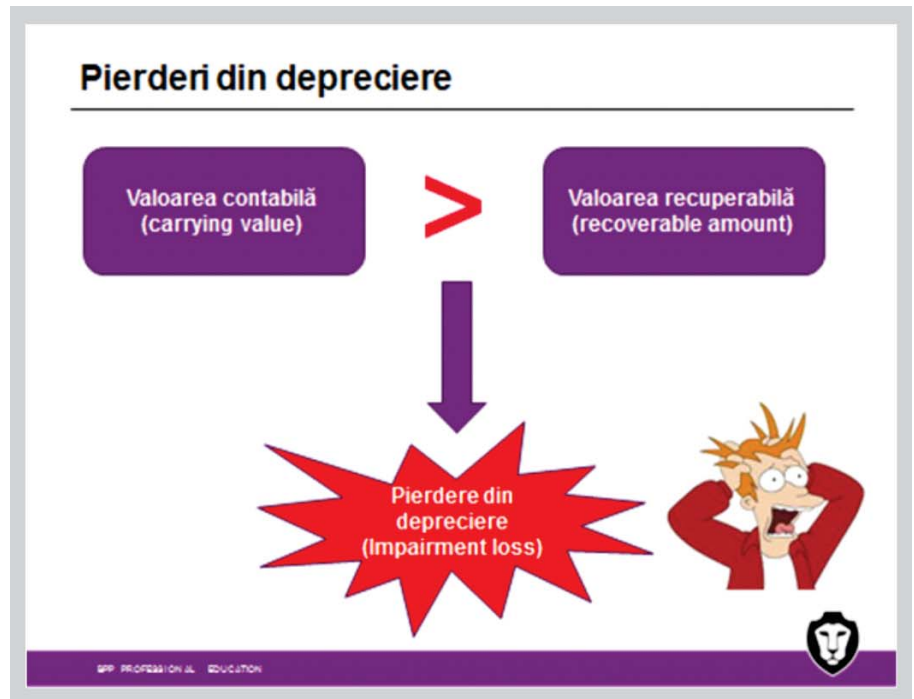 Pierderi din depreciere
Valoarea contabilă
(carrying value)
>
Valoarea recuperabilă
(recoverable amount)
Pierdere din
depreciere
(Impairment loss)
BPP PROFESSIONAL EDUCATION